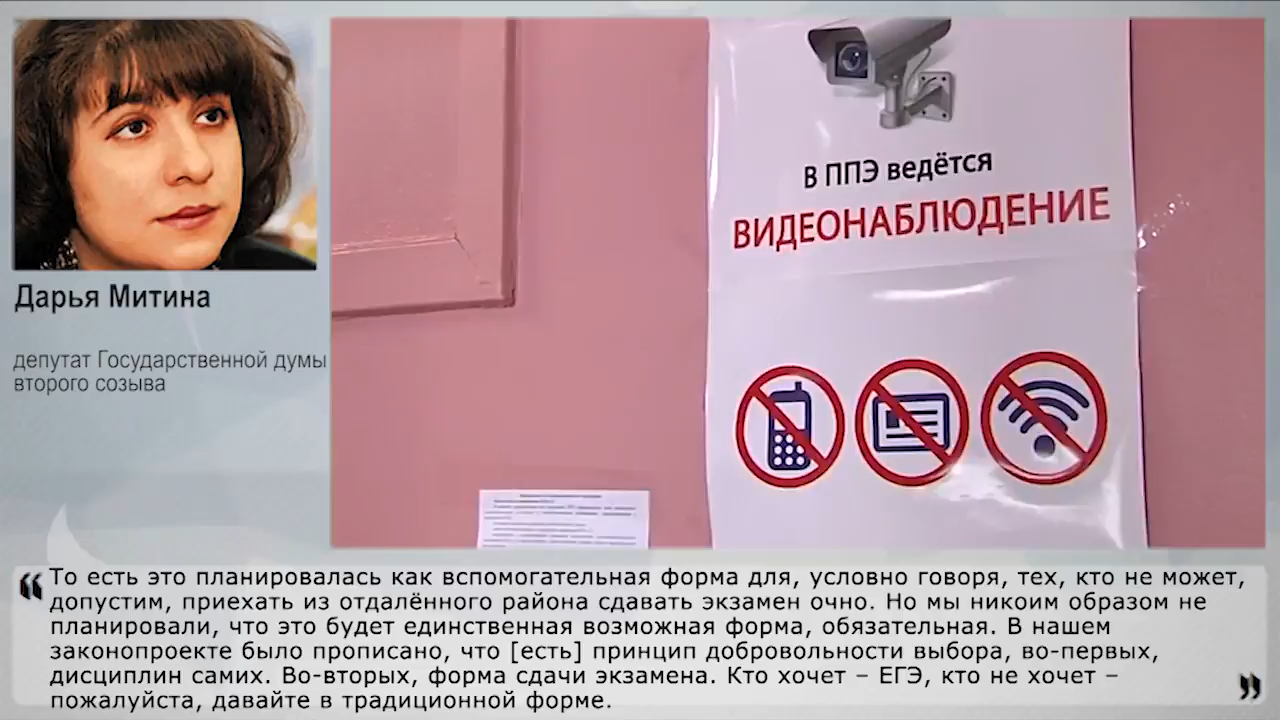 Дарья Митина
депутат Государственной думы
второго созыва
В ППЭ ведётся
ВИДЕОНАБЛЮДЕНИЕ
“ То есть это планировалась как вспомогательная форма для, условно говоря, тех, кто не может,
допустим, приехать из отдалённого района сдавать экзамен очно. Но мы никоим образом не
планировали, что это будет единственная возможная форма, обязательная. В нашем
законопроекте было прописано, что [есть] принцип добровольности выбора, во-первых,
дисциплин самих. Во-вторых, форма сдачи экзамена. Кто хочет – ЕГЭ, кто не хочет –
пожалуйста, давайте в традиционной форме. ”